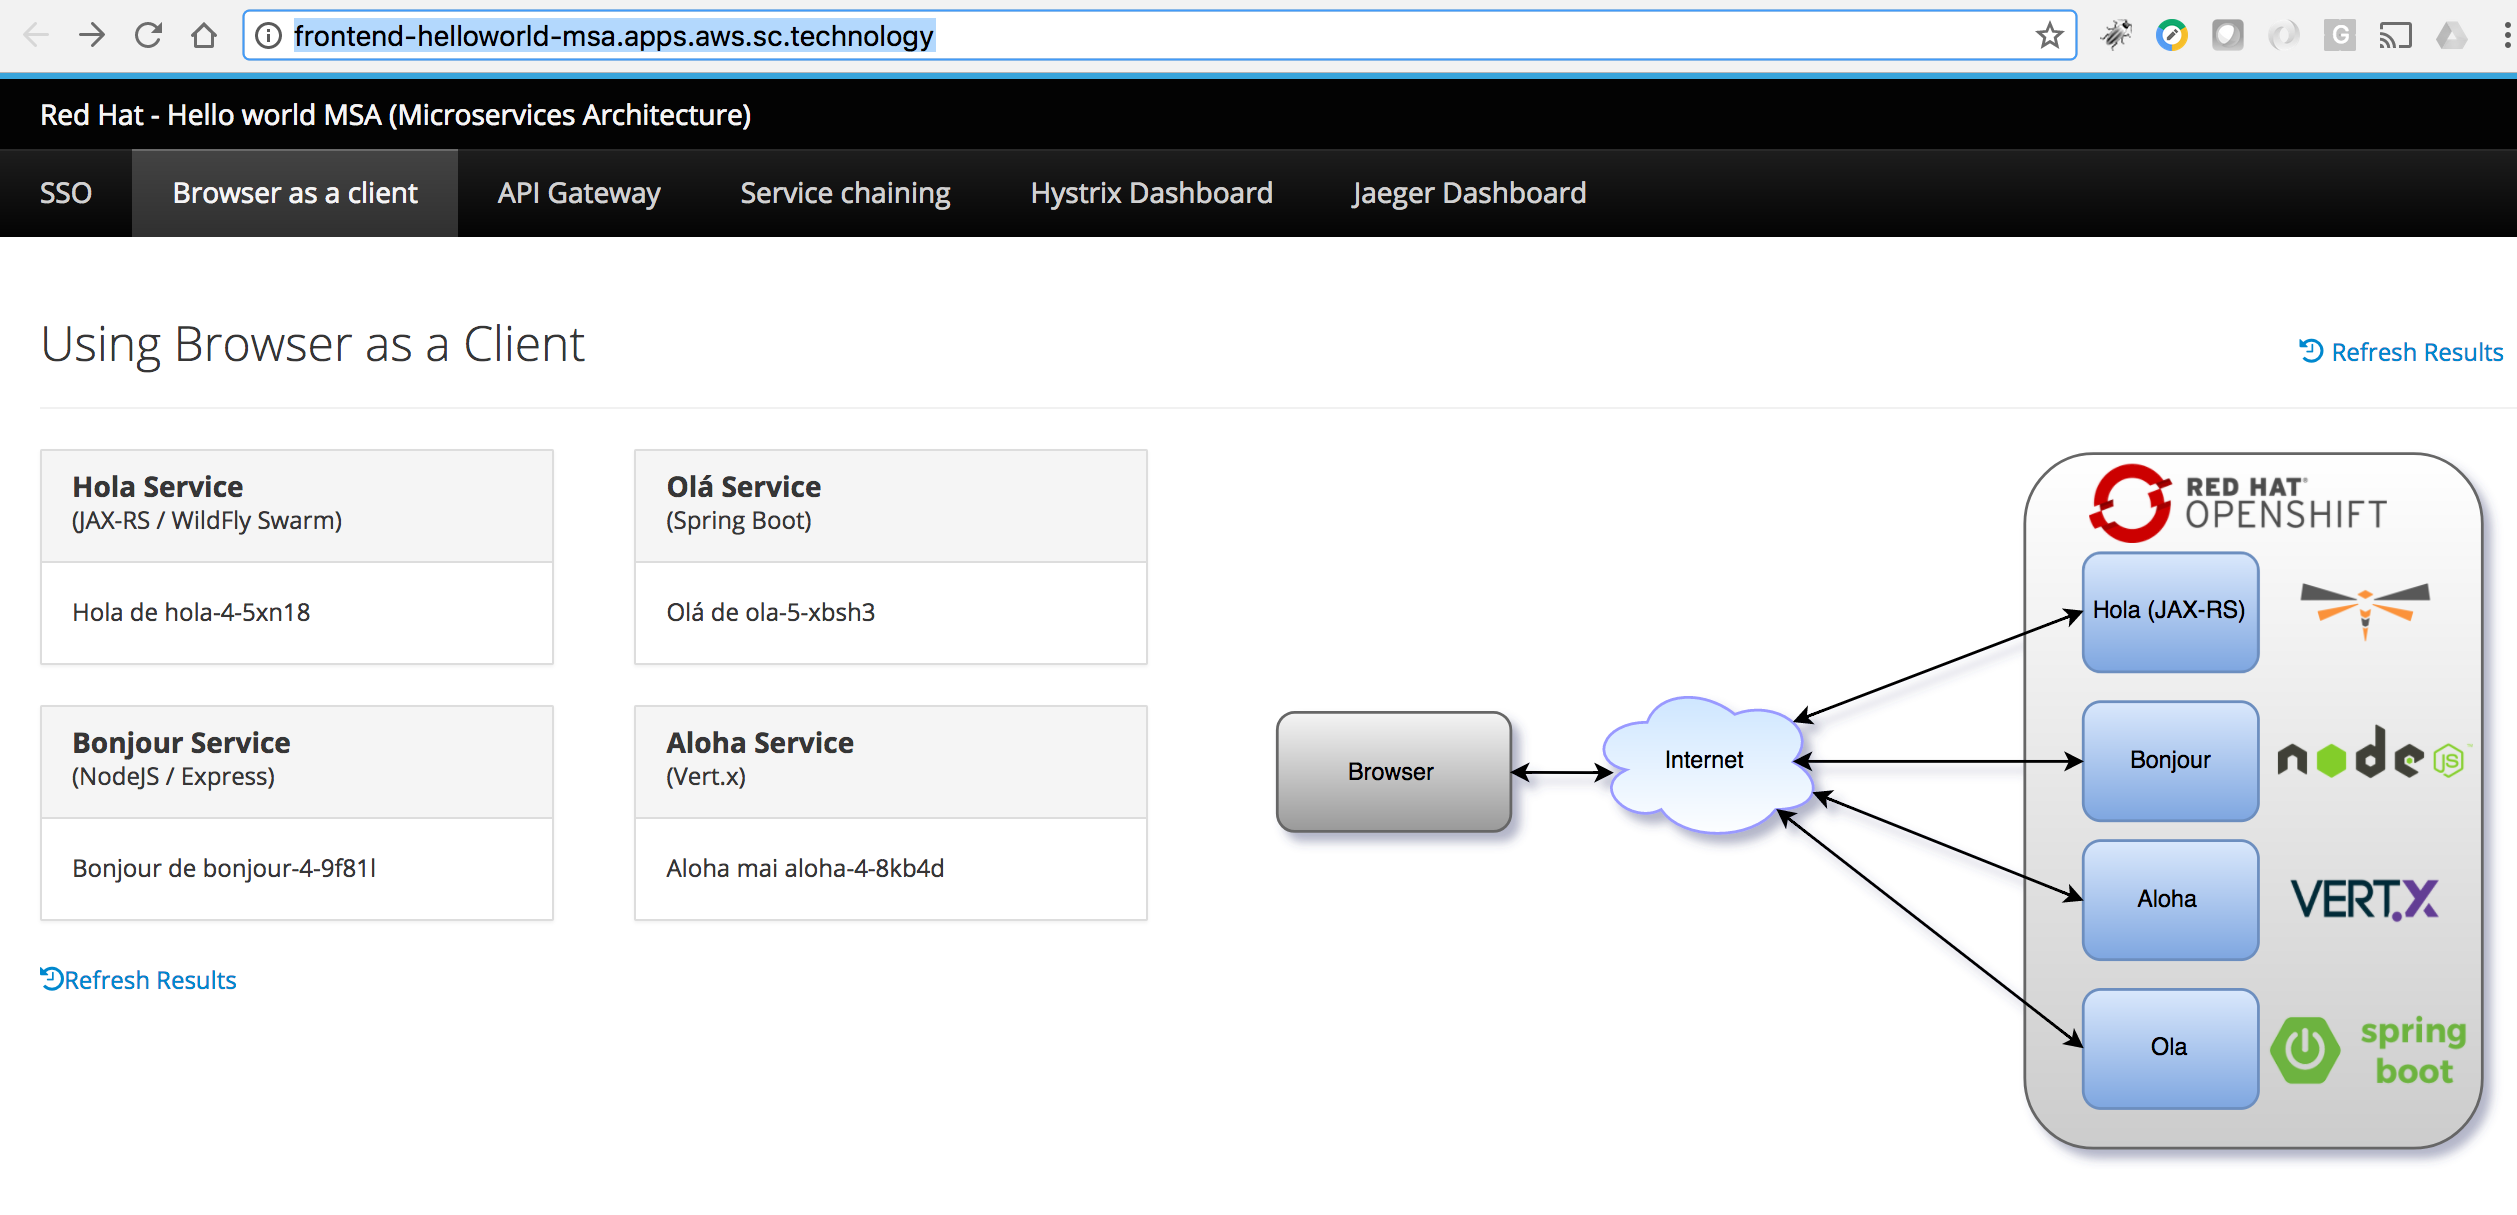 frontend-helloworld-msa.apps.aws.sc.technology
G
Red Hat - Hello world MSA (Microservices Architecture)
SSO Browser as a client API Gateway Service chaining Hystrix Dashboard Jaeger Dashboard
Using Browser as a Client
Refresh Results
Hola Service
(JAX-RS / WildFly Swarm)
Hola de hola-4-5xn18
Olá Service
(Spring Boot)
Olá de ola-5-xbsh3
Bonjour Service
(NodeJS / Express)
Bonjour de bonjour-4-9f81l
Aloha Service
(Vert.x)
Aloha mai aloha-4-8kb4d
Refresh Results
Browser
Internet
RED HAT®
OPENSHIFT
Hola (JAX-RS)
Bonjour
node
JS™
Aloha
VERT.X
Ola
spring
boot